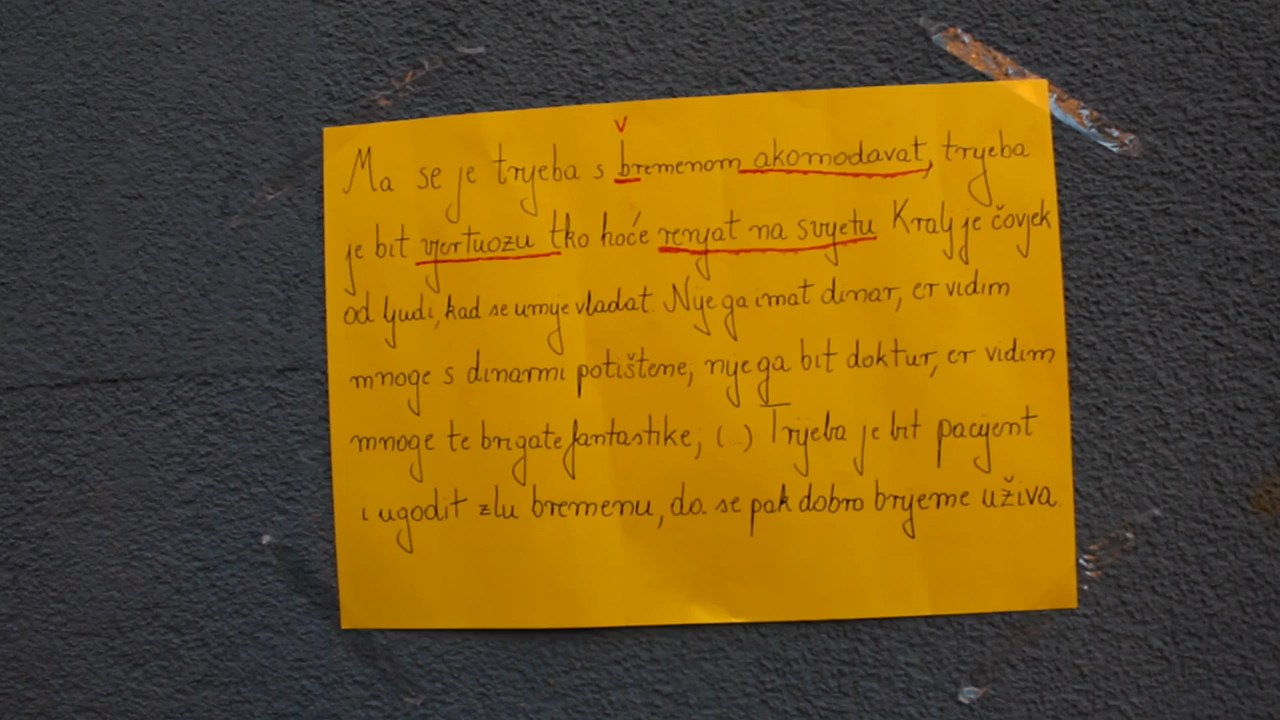 v
Ma se je tryeba s bremenom akomodavat, tryeba
je bit vjertuozu tko hoće renjat na svyetu Kralj je čovjek
od ljudi, kad se umye vladat. Nye ga imat dinar, er vidim
mnoge s dinarmi potištene, nye ga bit doktur, er vidim
mnoge te brigate fantastike; (...) Tryeba je bit pacyent
i ugodit zlu bremenu, da se pak dobro bryeme uživa.